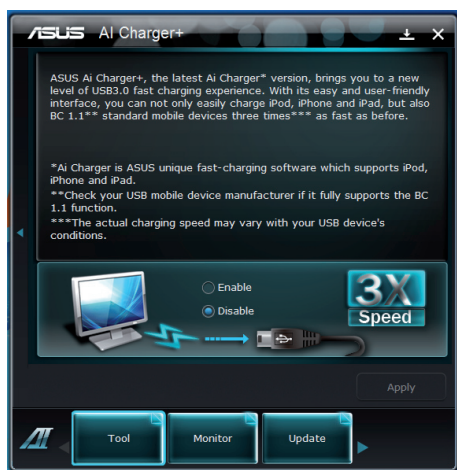 ASUS AI Charger+
ASUS Ai Charger+, the latest Ai Charger* version, brings you to a new
level of USB3.0 fast charging experience. With its easy and user-friendly
interface, you can not only easily charge iPod, iPhone and iPad, but also
BC 1.1** standard mobile devices three times*** as fast as before.
*Ai Charger is ASUS unique fast-charging software which supports iPod,
iPhone and iPad.
**Check your USB mobile device manufacturer if it fully supports the BC
1.1 function.
***The actual charging speed may vary with your USB device's
conditions.
Enable
Disable
3X
Speed
Apply
AI
Tool
Monitor
Update